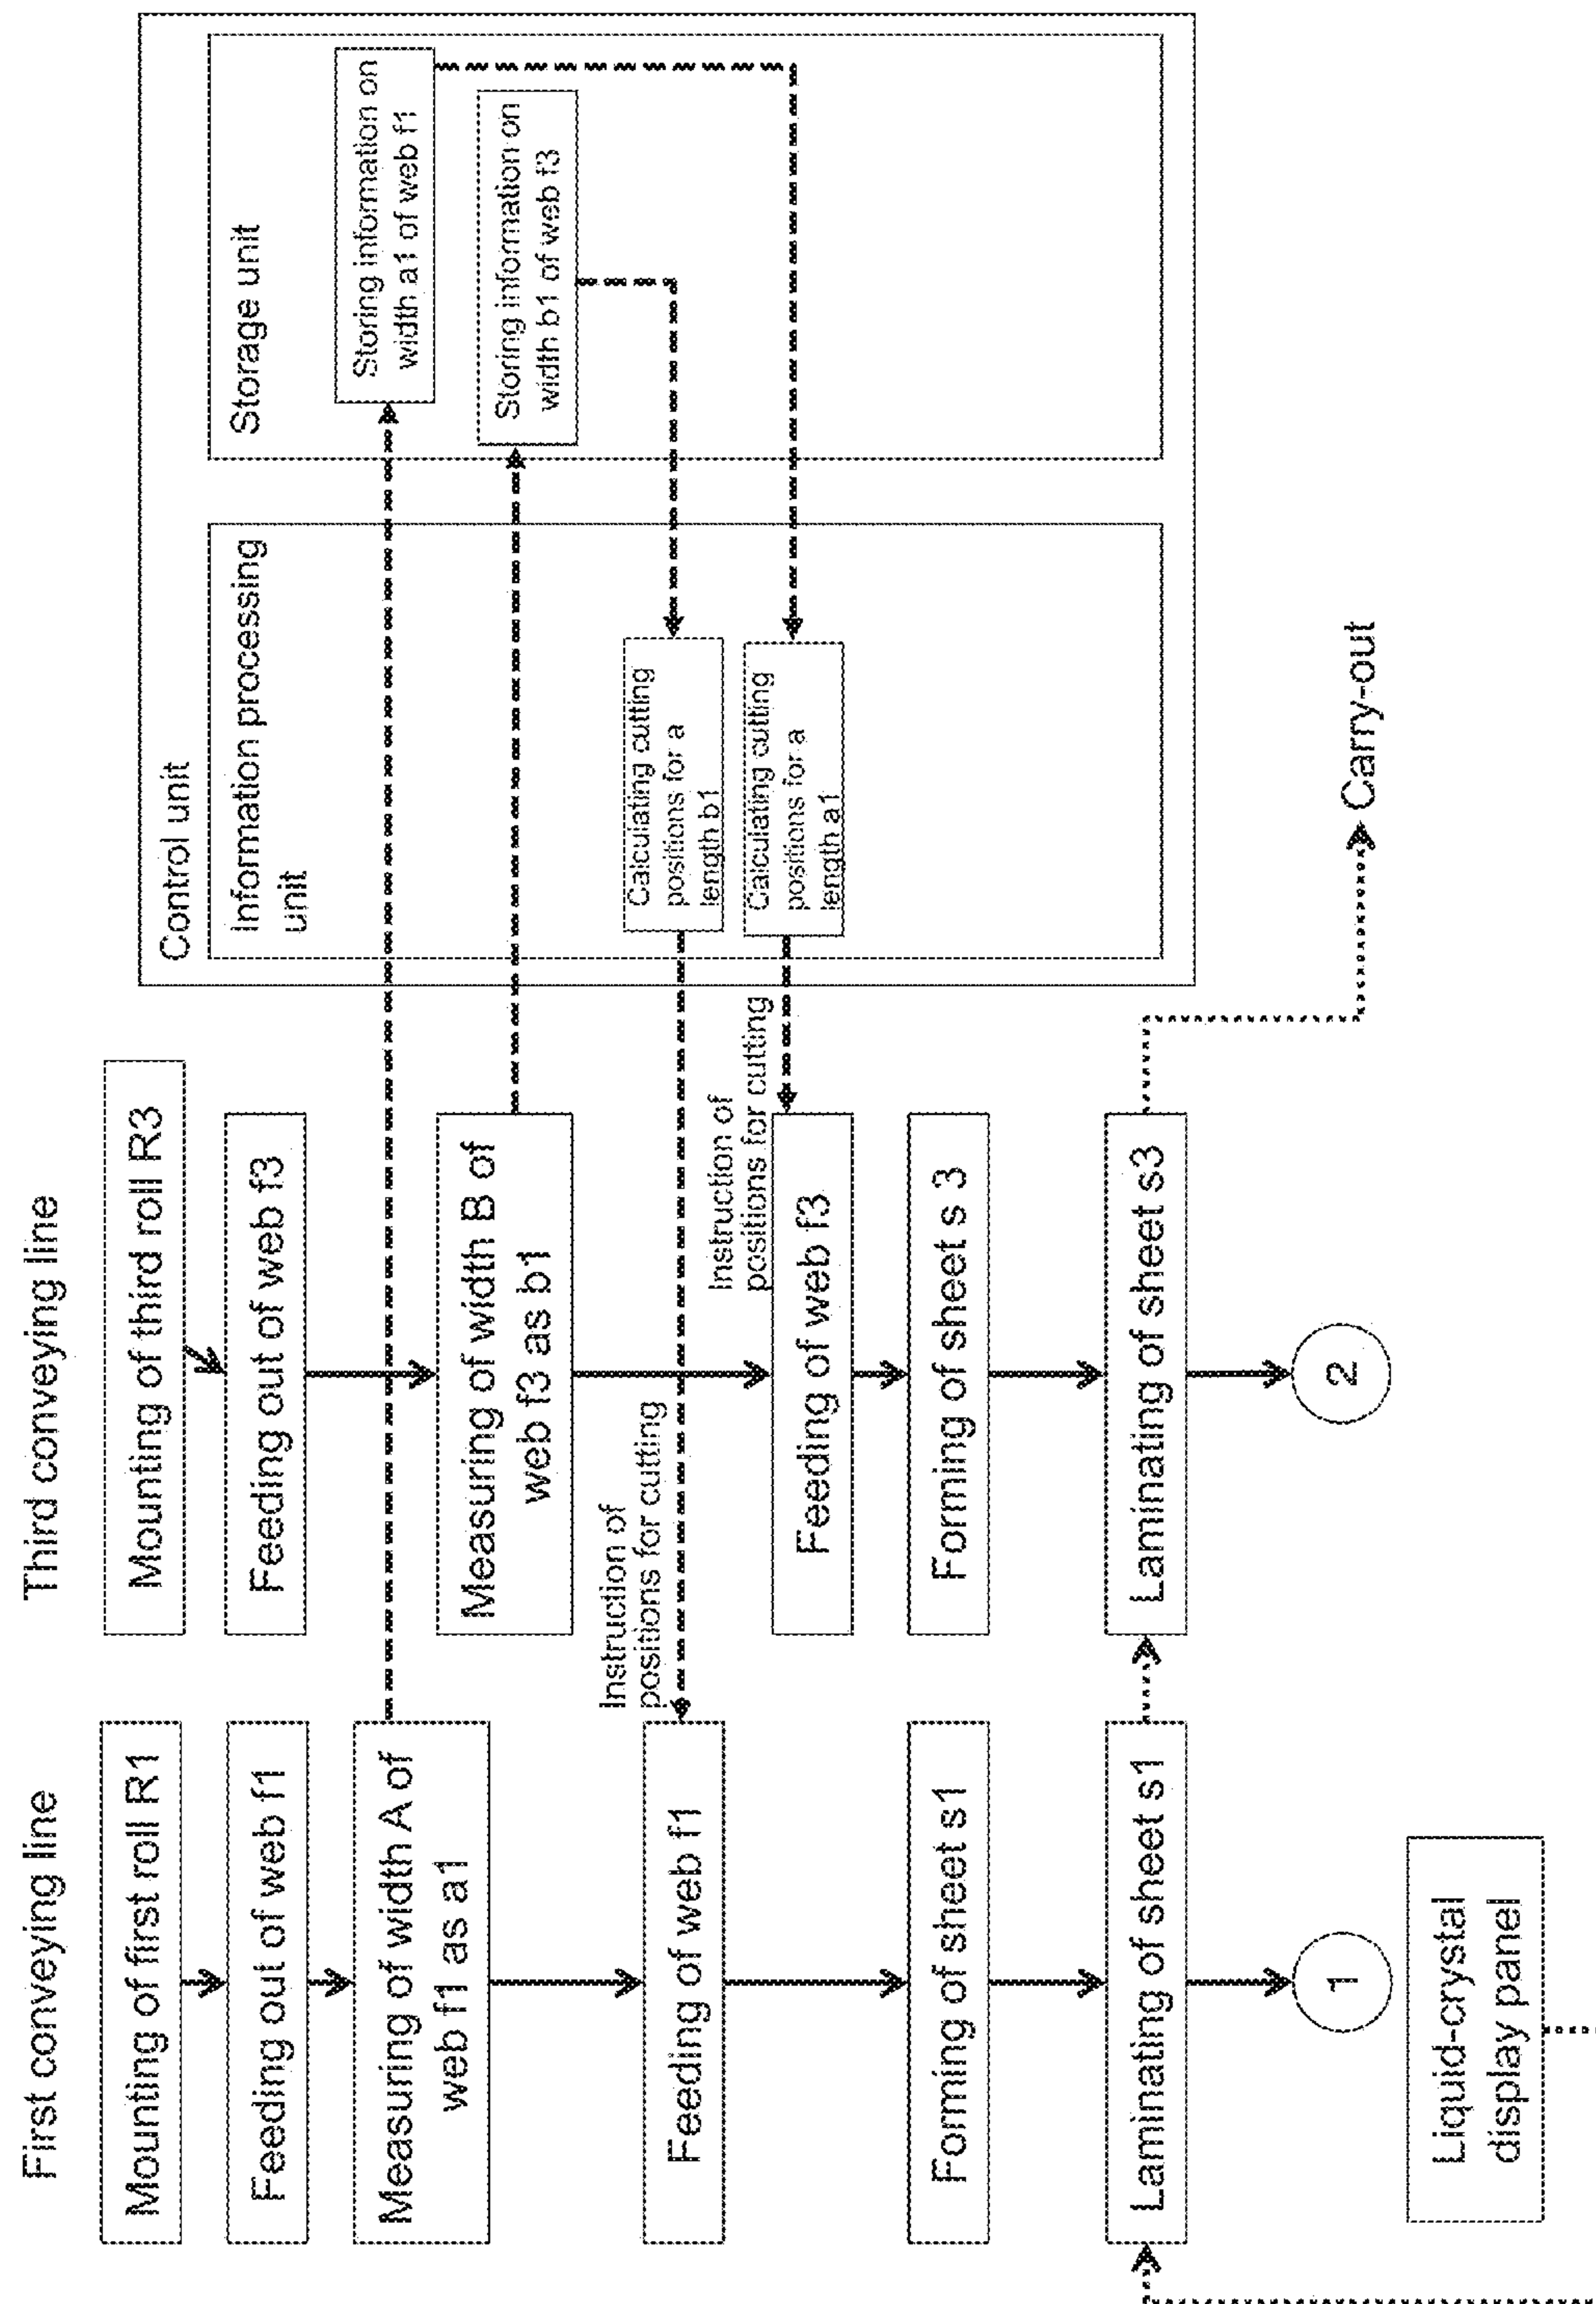 First conveying line
Mounting of first roll R1
Feeding out of web f1
Measuring of width A of
web f1 as a1
Feeding of web f1
Forming of sheet s1
Laminating of sheet s1
1
Liquid-crystal
display panel
Instruction of
positions for cutting
Third conveying line
Mounting of third roll R3
Feeding out of web f3
Measuring of width B of
web f3 as b1
Instruction of
positions for cutting
Feeding of web f3
Forming of sheet s 3
Laminating of sheet s3
2
Carry-out
Control unit
Information processing
unit
Calculating cutting
positions for a
length b1
Calculating cutting
positions for a
length a1
Storage unit
Storing information on
width a1 of web f1
Storing information on
width b1 of web f3